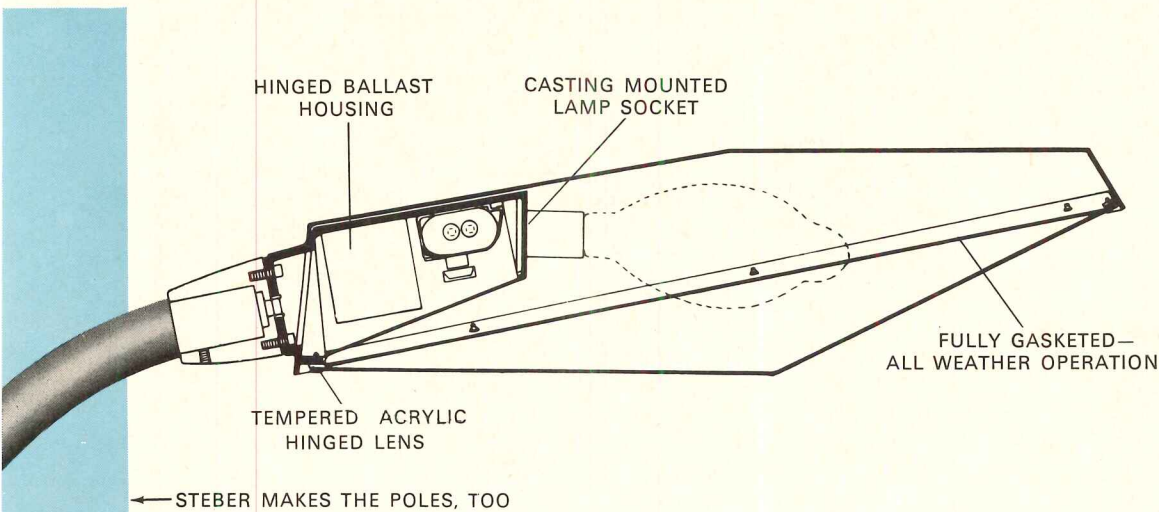 HINGED BALLAST
HOUSING
CASTING MOUNTED
LAMP SOCKET
FULLY GASKETED—
ALL WEATHER OPERATION
TEMPERED ACRYLIC
HINGED LENS
STEBER MAKES THE POLES, TOO